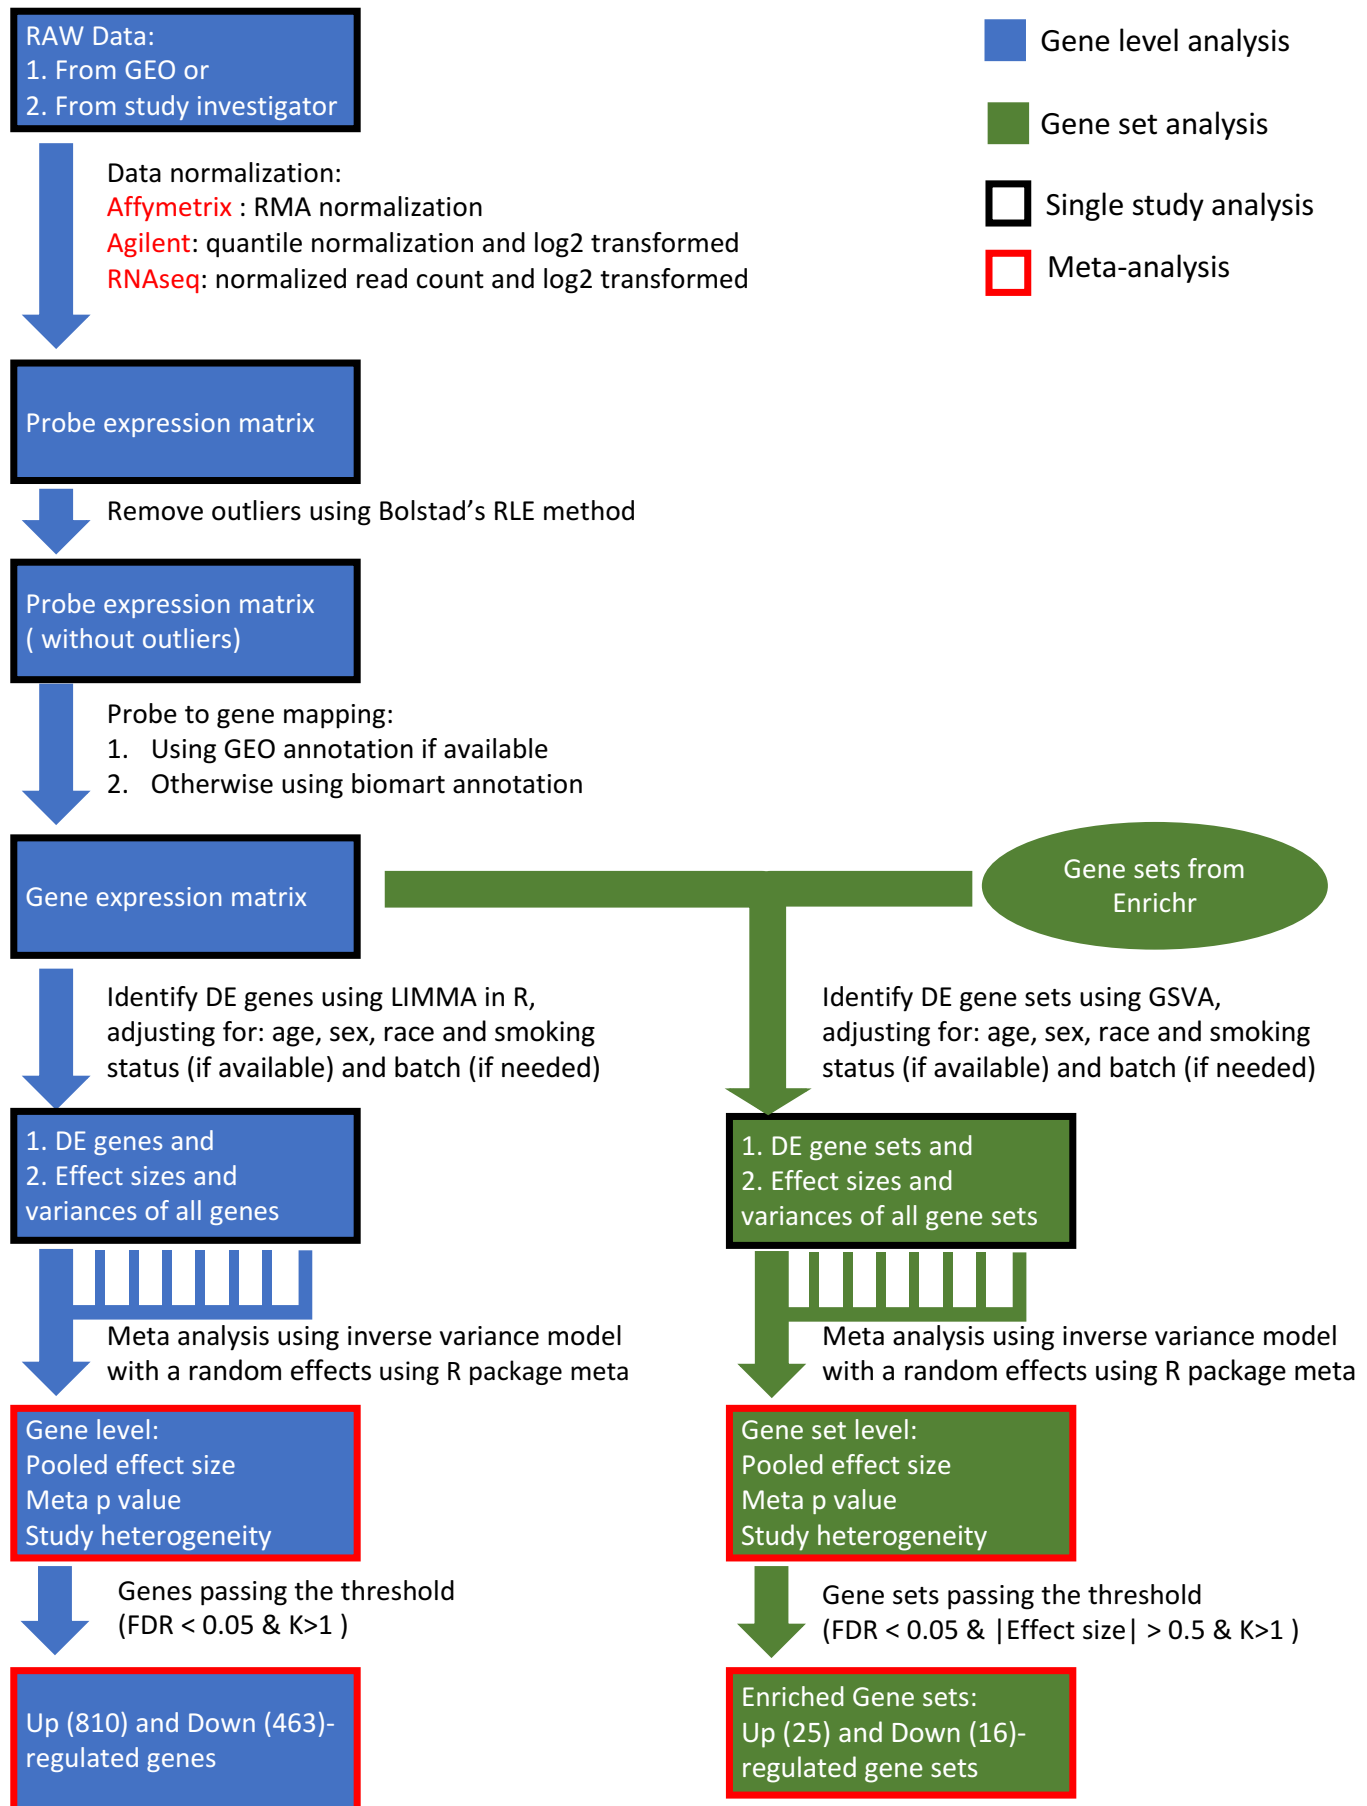 RAW Data:
1. From GEO or
2. From study investigator
Gene level analysis
Gene set analysis
Single study analysis
Meta-analysis
Data normalization:
Affymetrix : RMA normalization
Agilent: quantile normalization and log2 transformed
RNAseq: normalized read count and log2 transformed
Probe expression matrix
Remove outliers using Bolstad’s RLE method
Probe expression matrix
( without outliers)
Probe to gene mapping:
1. Using GEO annotation if available
2. Otherwise using biomart annotation
Gene expression matrix
Gene sets from
Enrichr
Identify DE genes using LIMMA in R,
adjusting for: age, sex, race and smoking
status (if available) and batch (if needed)
Identify DE gene sets using GSVA,
adjusting for: age, sex, race and smoking
status (if available) and batch (if needed)
1. DE genes and
2. Effect sizes and
variances of all genes
1. DE gene sets and
2. Effect sizes and
variances of all gene sets
Meta analysis using inverse variance model
with a random effects using R package meta
Meta analysis using inverse variance model
with a random effects using R package meta
Gene level:
Pooled effect size
Meta p value
Study heterogeneity
Gene set level:
Pooled effect size
Meta p value
Study heterogeneity
Genes passing the threshold
(FDR < 0.05 & K>1 )
Gene sets passing the threshold
(FDR < 0.05 & |Effect size| > 0.5 & K>1 )
Up (810) and Down (463)-
regulated genes
Enriched Gene sets:
Up (25) and Down (16)-
regulated gene sets